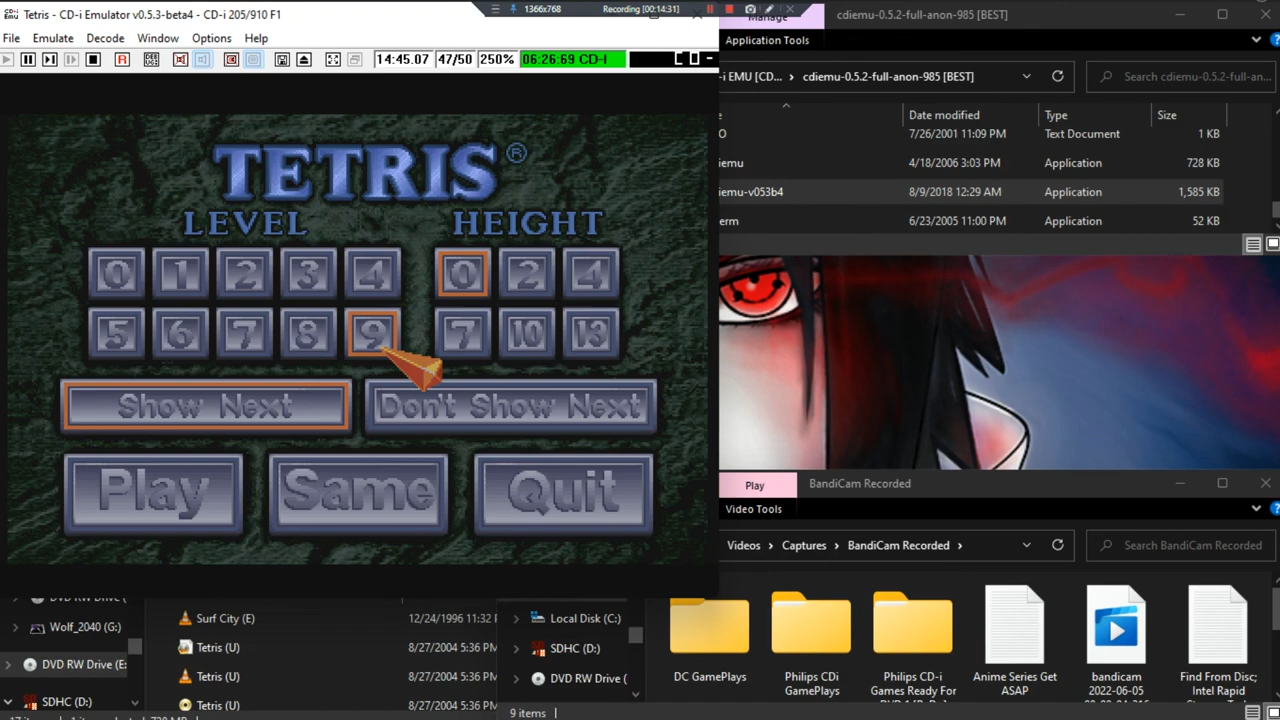 Tetris - CD-i Emulator v0.5.3-beta4 - CD-i 205/910 F1
1366x768
Recording [00:14:31]
File Emulate Decode Window Options Help
14:45.07 47/50 250% 06:26:69 CD-I
TETRIS®
LEVEL HEIGHT
0 1 2 3 4 0 2 4
5 6 7 8 9 7 10 13
Show Next Don't Show Next
Play Same Quit
Manage cdiemu-0.5.2-full-anon-985 [BEST]
Application Tools
-i EMU [CD... › cdiemu-0.5.2-full-anon-985 [BEST]
Search cdiemu-0.5.2-full-an...
Date modified Type Size
O 7/26/2001 11:09 PM Text Document 1 KB
iemu 4/18/2006 3:03 PM Application 728 KB
iemu-v053b4 8/9/2018 12:29 AM Application 1,585 KB
erm 6/23/2005 11:00 PM Application 52 KB
Play BandiCam Recorded
Video Tools
Videos › Captures › BandiCam Recorded ›
Search BandiCam Recorded
DC GamePlays
Philips CDi
GamePlays
Philips CD-i
Games Ready For
Anime Series Get
ASAP
bandicam
2022-06-05
Find From Disc;
Intel Rapid
9 items
DVD RW Drive (
Wolf_2040 (G:)
DVD RW Drive (E:
SDHC (D:)
Surf City (E) 12/24/1996 11:32
Tetris (U) 8/27/2004 5:36 PM
Tetris (U) 8/27/2004 5:36 PM
Tetris (U) 8/27/2004 5:36 PM
Local Disk (C:)
SDHC (D:)
DVD RW Drive (